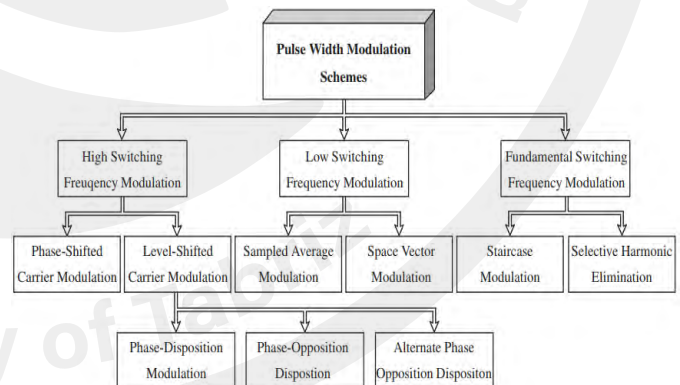 Pulse Width Modulation
Schemes
High Switching
Freuqency Modulation
Low Switching
Frequency Modulation
Fundamental Switching
Frequency Modulation
Phase-Shifted
Carrier Modulation
Level-Shifted
Carrier Modulation
Sampled Average
Modulation
Space Vector
Modulation
Staircase
Modulation
Selective Harmonic
Elimination
Phase-Disposition
Modulation
Phase-Opposition
Dispostion
Alternate Phase
Opposition Dispositon
y of Tabriz